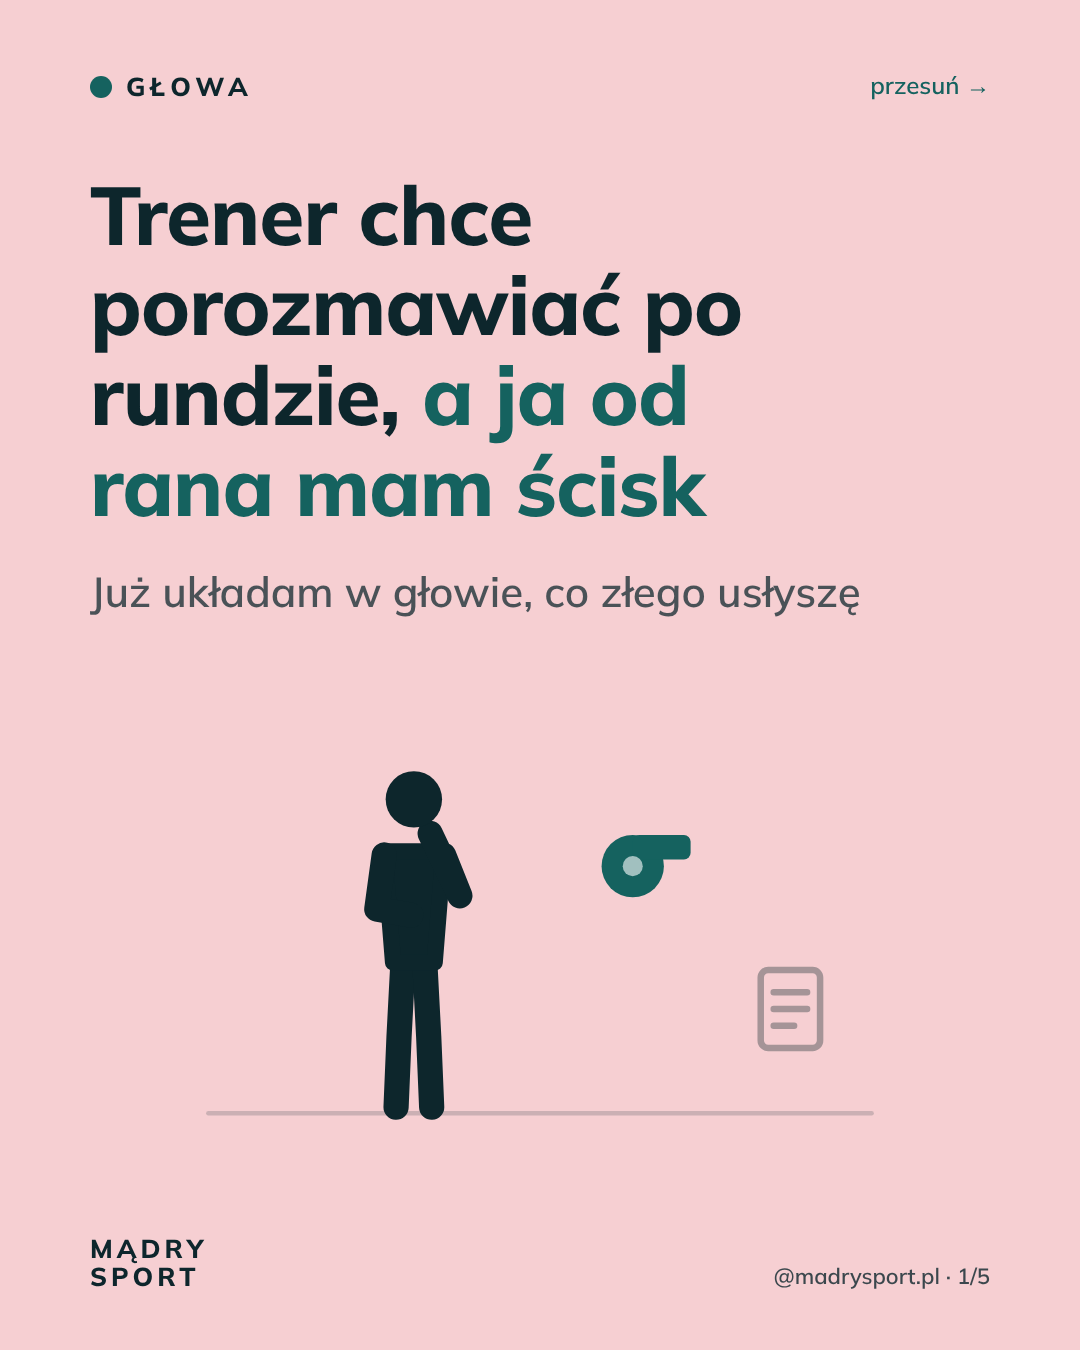 GŁOWA
przesuń →
Trener chce
porozmawiać po
rundzie, a ja od
rana mam ścisk
Już układam w głowie, co złego usłyszę
MĄDRY
SPORT
@madrysport.pl · 1/5